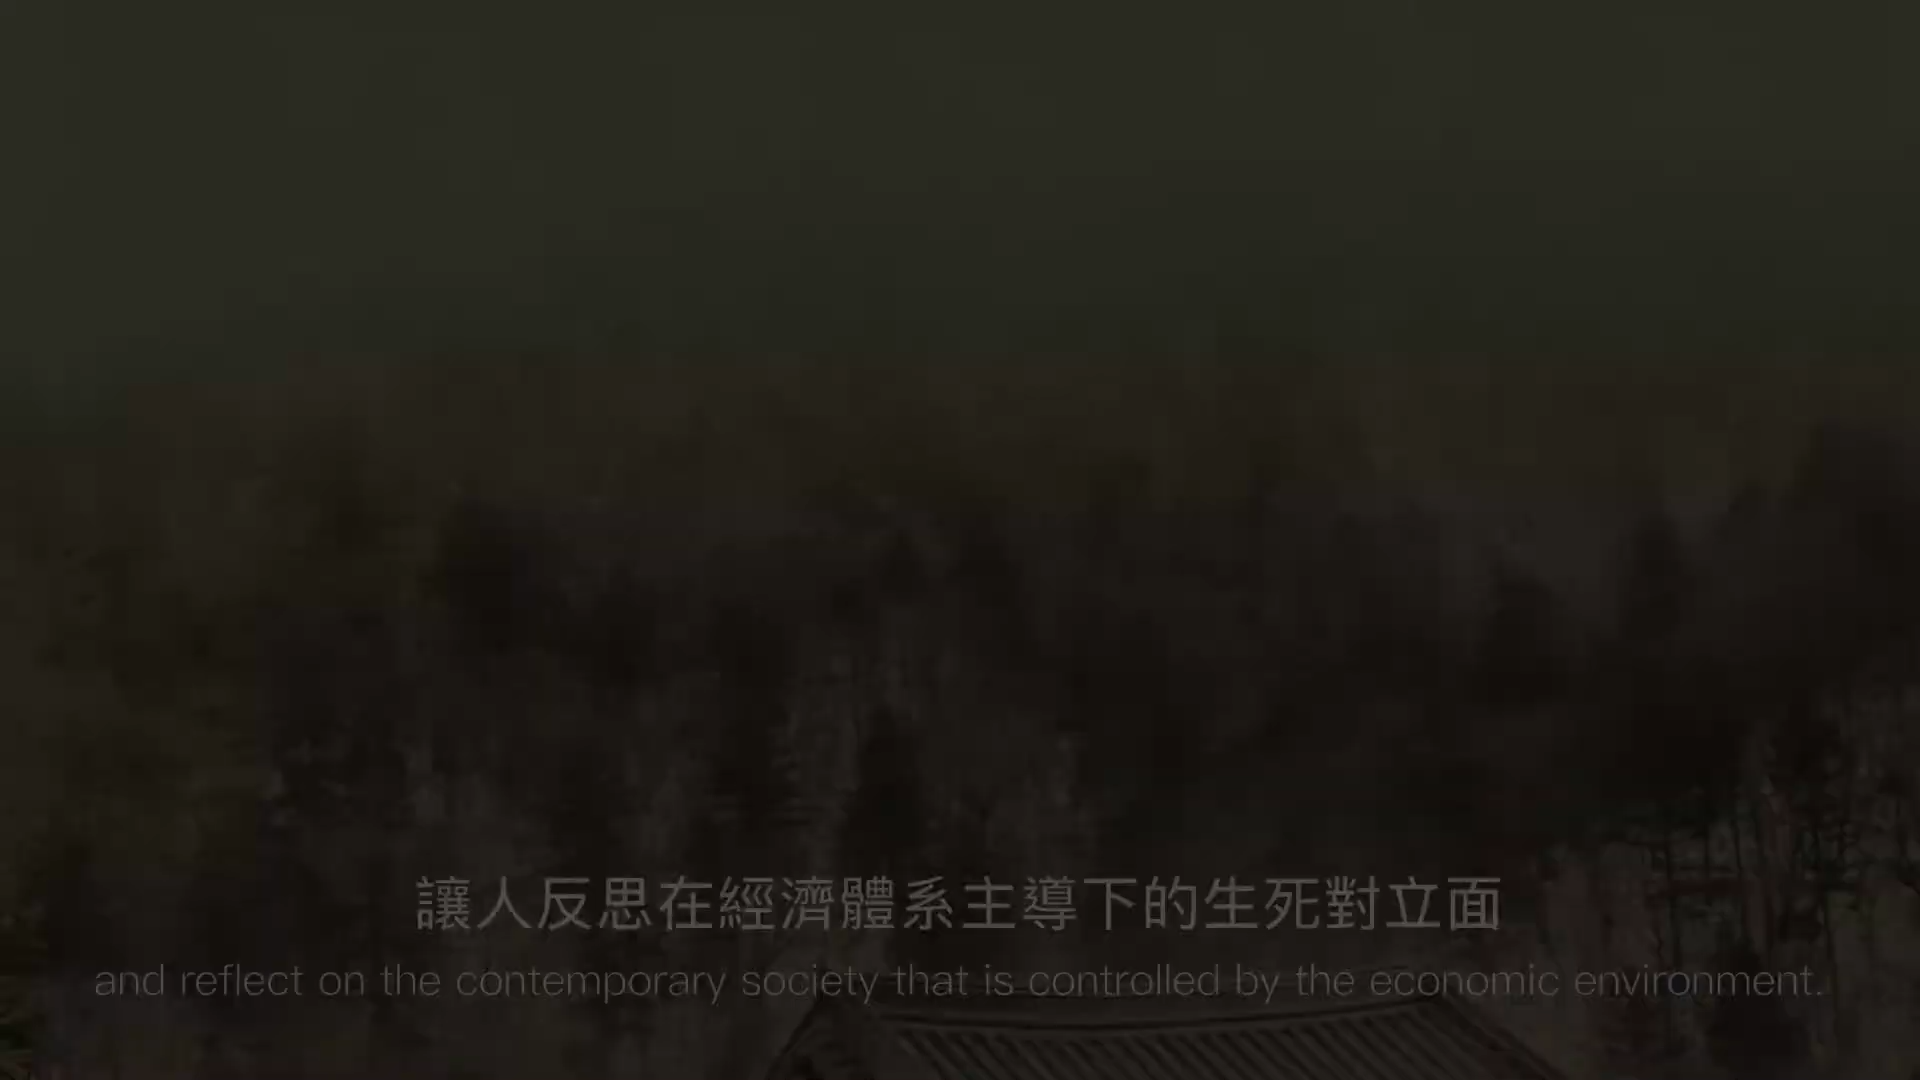 讓人反思在經濟體系主導下的生死對立面
and reflect on the contemporary society that is controlled by the economic environment.